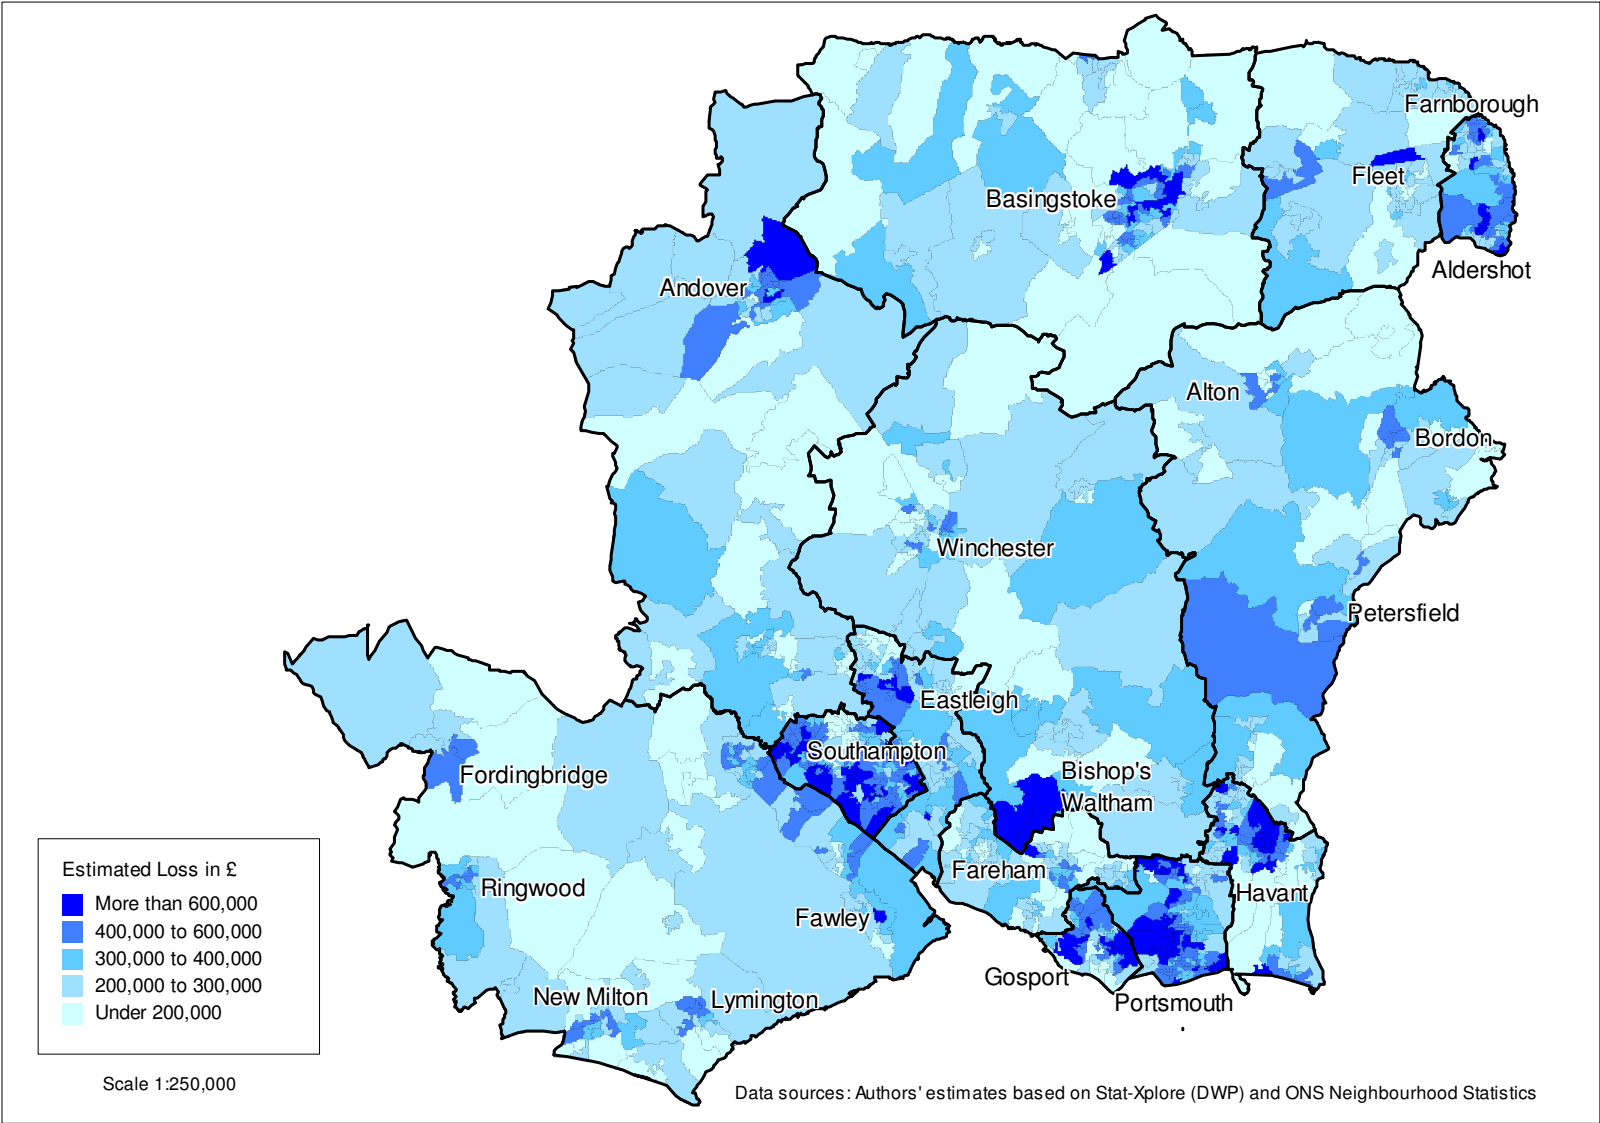 Farnborough
Fleet
Basingstoke
Aldershot
Andover
Alton
Bordon
Winchester
Petersfield
Eastleigh
Southampton
Bishop's
Waltham
Fordingbridge
Fareham
Ringwood
Havant
Fawley
Gosport
New Milton
Lymington
Portsmouth
Estimated Loss in £
More than 600,000
400,000 to 600,000
300,000 to 400,000
200,000 to 300,000
Under 200,000
Scale 1:250,000
Data sources: Authors' estimates based on Stat-Xplore (DWP) and ONS Neighbourhood Statistics